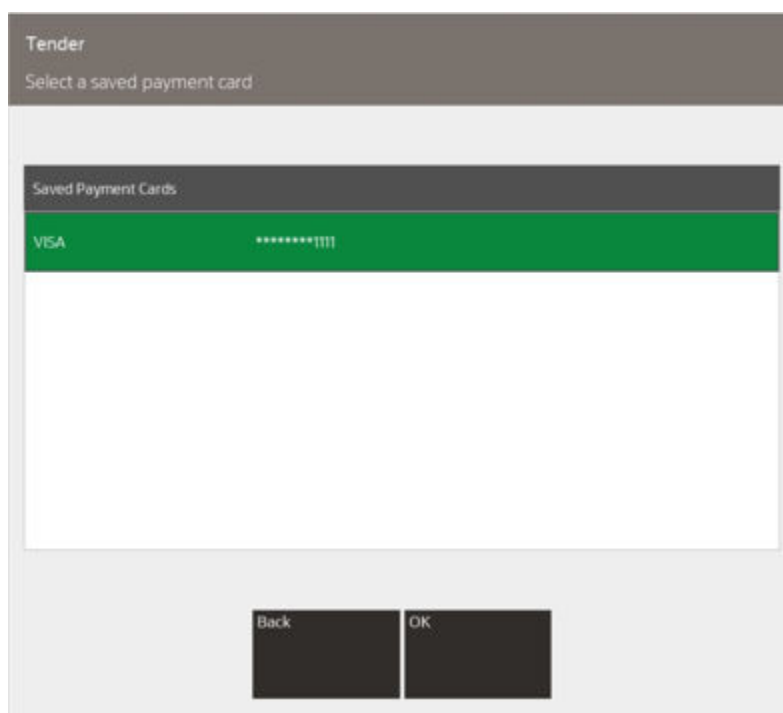 Tender
Select a saved payment card
Saved Payment Cards
VISA ********1111
Back OK